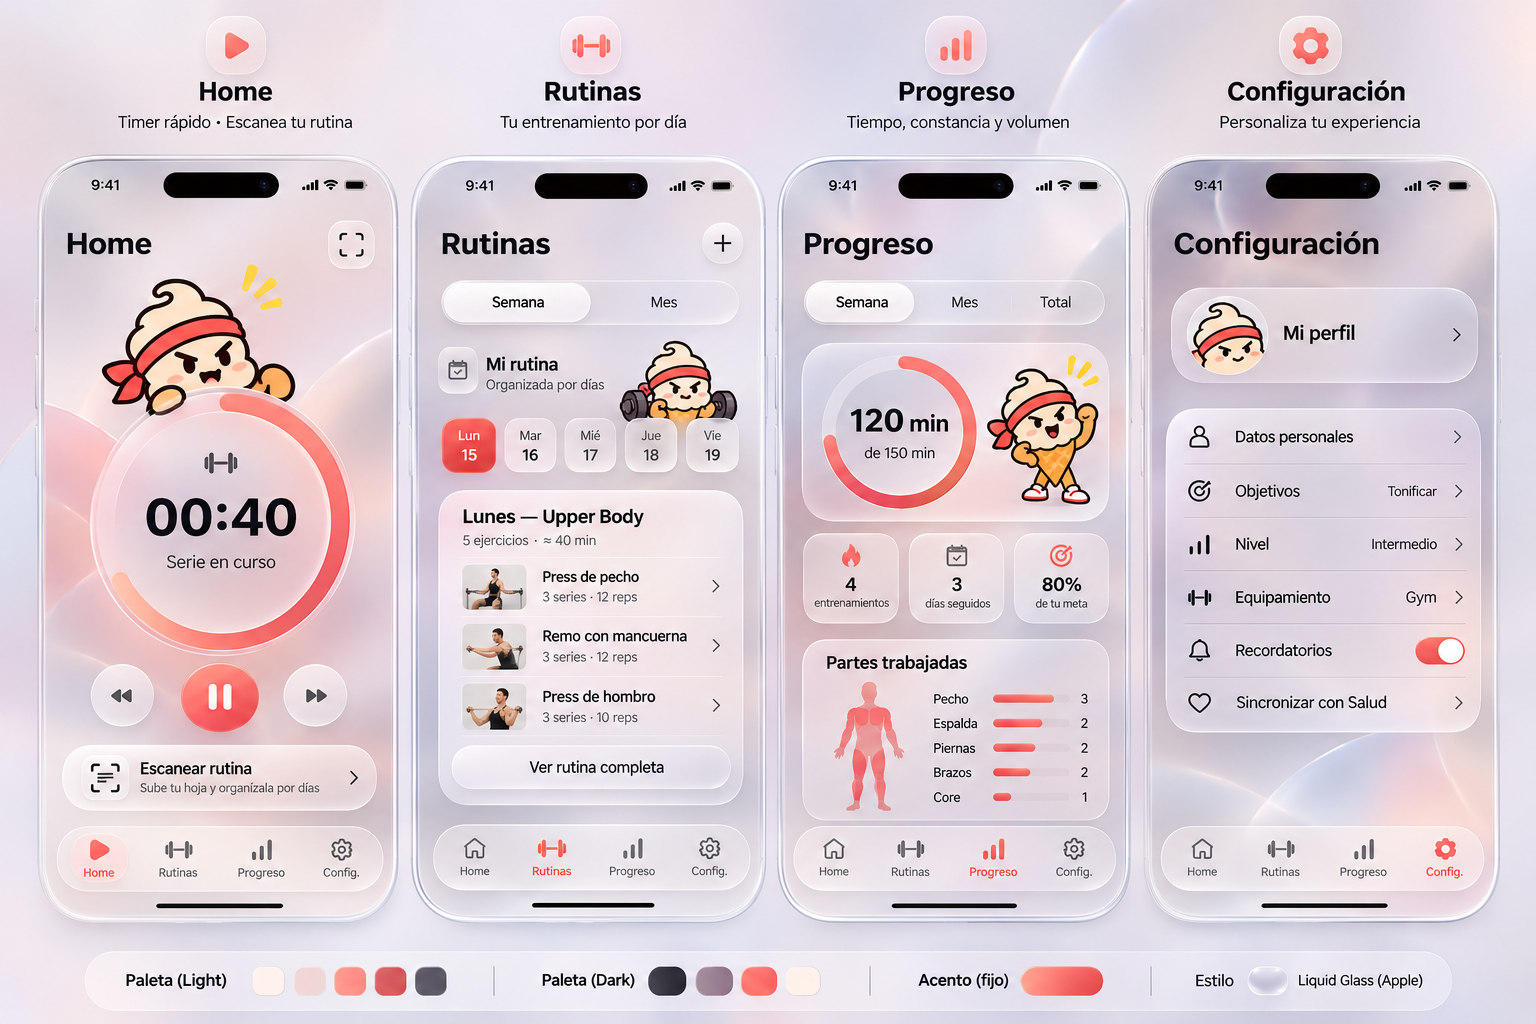 Home
Timer rápido • Escanea tu rutina
Rutinas
Tu entrenamiento por día
Progreso
Tiempo, constancia y volumen
Configuración
Personaliza tu experiencia
9:41
Home
00:40
Serie en curso
Escanear rutina
Sube tu hoja y organízala por días
Home
Rutinas
Progreso
Config.
9:41
Rutinas
Semana
Mes
Mi rutina
Organizada por días
Lun
15
Mar
16
Mié
17
Jue
18
Vie
19
Lunes — Upper Body
5 ejercicios · ≈ 40 min
Press de pecho
3 series · 12 reps
Remo con mancuerna
3 series · 12 reps
Press de hombro
3 series · 10 reps
Ver rutina completa
Home
Rutinas
Progreso
Config.
9:41
Progreso
Semana
Mes
Total
120 min
de 150 min
4
entrenamientos
3
días seguidos
80%
de tu meta
Partes trabajadas
Pecho 3
Espalda 2
Piernas 2
Brazos 2
Core 1
Home
Rutinas
Progreso
Config.
9:41
Configuración
Mi perfil
Datos personales
Objetivos Tonificar
Nivel Intermedio
Equipamiento Gym
Recordatorios
Sincronizar con Salud
Home
Rutinas
Progreso
Config.
Paleta (Light)
Paleta (Dark)
Acento (fijo)
Estilo
Liquid Glass (Apple)